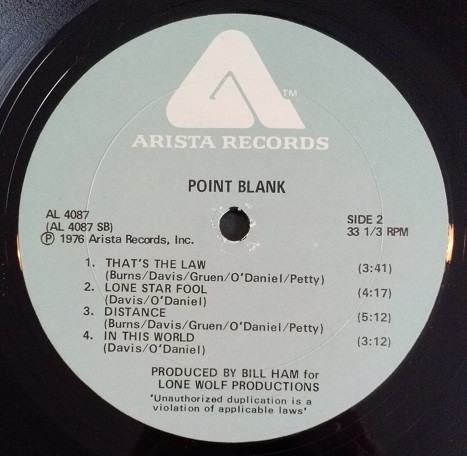 TM
ARISTA RECORDS
POINT BLANK
AL 4087
(AL 4087 SB)
℗ 1976 Arista Records, Inc.
SIDE 2
33 1/3 RPM
1. THAT'S THE LAW (3:41)
(Burns/Davis/Gruen/O'Daniel/Petty)
2. LONE STAR FOOL (4:17)
(Davis/O'Daniel)
3. DISTANCE (5:12)
(Burns/Davis/Gruen/O'Daniel/Petty)
4. IN THIS WORLD (3:12)
(Davis/O'Daniel)
PRODUCED BY BILL HAM for
LONE WOLF PRODUCTIONS
'Unauthorized duplication is a
violation of applicable laws'